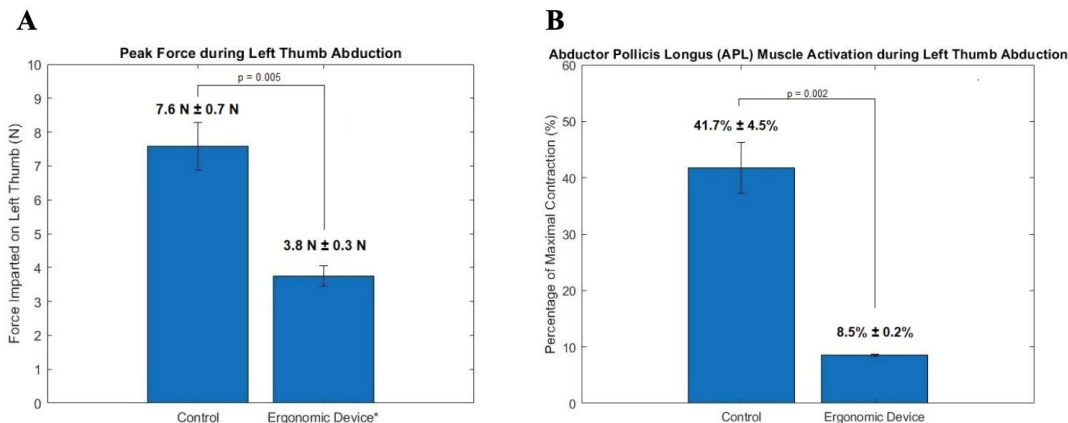 A
Peak Force during Left Thumb Abduction
p = 0.005
7.6 N ± 0.7 N
3.8 N ± 0.3 N
Force Imparted on Left Thumb (N)
10
9
8
7
6
5
4
3
2
1
0
Control
Ergonomic Device*
B
Abductor Pollicis Longus (APL) Muscle Activation during Left Thumb Abduction
p = 0.002
41.7% ± 4.5%
8.5% ± 0.2%
Percentage of Maximal Contraction (%)
60
50
40
30
20
10
0
Control
Ergonomic Device